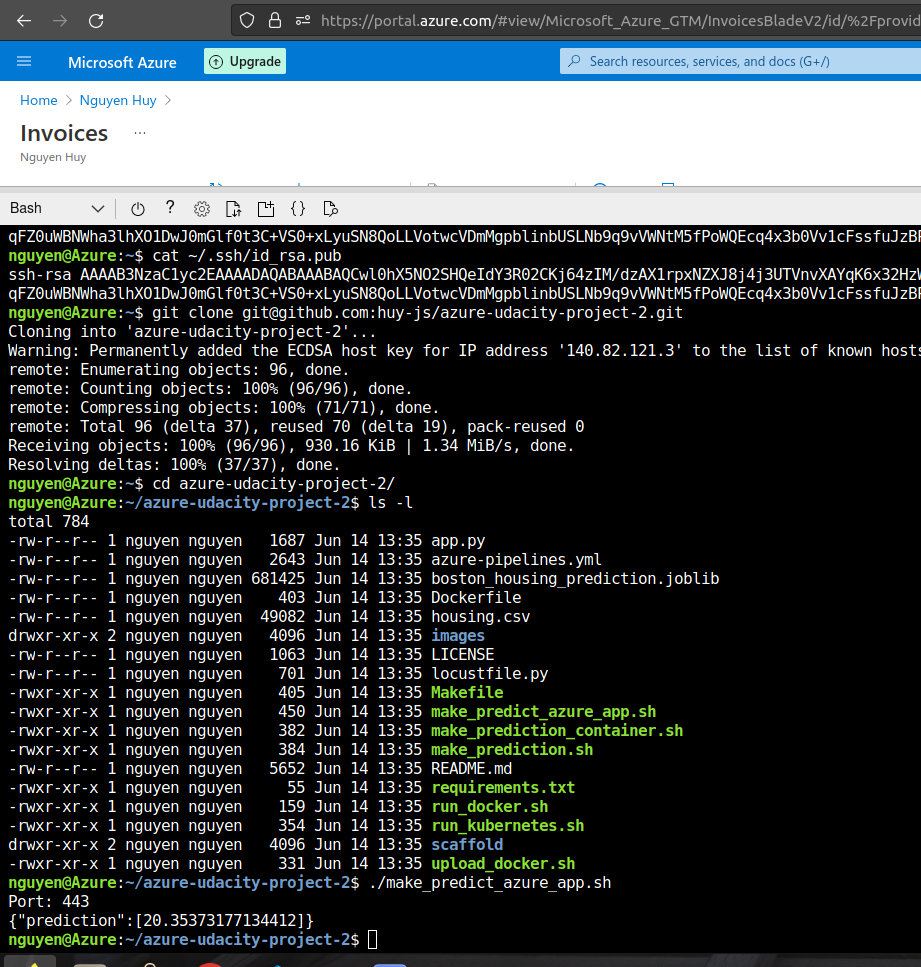 https://portal.azure.com/#view/Microsoft_Azure_GTM/InvoicesBladeV2/id/%2Fprovid
Microsoft Azure
Upgrade
Search resources, services, and docs (G+/)
Home > Nguyen Huy >
Invoices ...
Nguyen Huy
Bash
qFZ0uWBNWha3lhXO1DwJ0mGlf0t3C+VS0+xLyuSN8QoLLVotwcVDmMgpblinbUSLNb9q9vVWNtM5fPoWQEcq4x3b0Vv1cFssfuJzBF
nguyen@Azure:~$ cat ~/.ssh/id_rsa.pub
ssh-rsa AAAAB3NzaC1yc2EAAAADAQABAAABAQCwl0hX5NO2SHQeIdY3R02CKj64zIM/dzAX1rpxNZXJ8j4j3UTVnvXAYqK6x32HzW
qFZ0uWBNWha3lhXO1DwJ0mGlf0t3C+VS0+xLyuSN8QoLLVotwcVDmMgpblinbUSLNb9q9vVWNtM5fPoWQEcq4x3b0Vv1cFssfuJzBF
nguyen@Azure:~$ git clone git@github.com:huy-js/azure-udacity-project-2.git
Cloning into 'azure-udacity-project-2'...
Warning: Permanently added the ECDSA host key for IP address '140.82.121.3' to the list of known hosts
remote: Enumerating objects: 96, done.
remote: Counting objects: 100% (96/96), done.
remote: Compressing objects: 100% (71/71), done.
remote: Total 96 (delta 37), reused 70 (delta 19), pack-reused 0
Receiving objects: 100% (96/96), 930.16 KiB | 1.34 MiB/s, done.
Resolving deltas: 100% (37/37), done.
nguyen@Azure:~$ cd azure-udacity-project-2/
nguyen@Azure:~/azure-udacity-project-2$ ls -l
total 784
-rw-r--r-- 1 nguyen nguyen 1687 Jun 14 13:35 app.py
-rw-r--r-- 1 nguyen nguyen 2643 Jun 14 13:35 azure-pipelines.yml
-rw-r--r-- 1 nguyen nguyen 681425 Jun 14 13:35 boston_housing_prediction.joblib
-rw-r--r-- 1 nguyen nguyen 403 Jun 14 13:35 Dockerfile
-rw-r--r-- 1 nguyen nguyen 49082 Jun 14 13:35 housing.csv
drwxr-xr-x 2 nguyen nguyen 4096 Jun 14 13:35 images
-rw-r--r-- 1 nguyen nguyen 1063 Jun 14 13:35 LICENSE
-rw-r--r-- 1 nguyen nguyen 701 Jun 14 13:35 locustfile.py
-rwxr-xr-x 1 nguyen nguyen 405 Jun 14 13:35 Makefile
-rwxr-xr-x 1 nguyen nguyen 450 Jun 14 13:35 make_predict_azure_app.sh
-rwxr-xr-x 1 nguyen nguyen 382 Jun 14 13:35 make_prediction_container.sh
-rwxr-xr-x 1 nguyen nguyen 384 Jun 14 13:35 make_prediction.sh
-rw-r--r-- 1 nguyen nguyen 5652 Jun 14 13:35 README.md
-rwxr-xr-x 1 nguyen nguyen 55 Jun 14 13:35 requirements.txt
-rwxr-xr-x 1 nguyen nguyen 159 Jun 14 13:35 run_docker.sh
-rwxr-xr-x 1 nguyen nguyen 354 Jun 14 13:35 run_kubernetes.sh
drwxr-xr-x 2 nguyen nguyen 4096 Jun 14 13:35 scaffold
-rwxr-xr-x 1 nguyen nguyen 331 Jun 14 13:35 upload_docker.sh
nguyen@Azure:~/azure-udacity-project-2$ ./make_predict_azure_app.sh
Port: 443
{"prediction":[20.35373177134412]}
nguyen@Azure:~/azure-udacity-project-2$